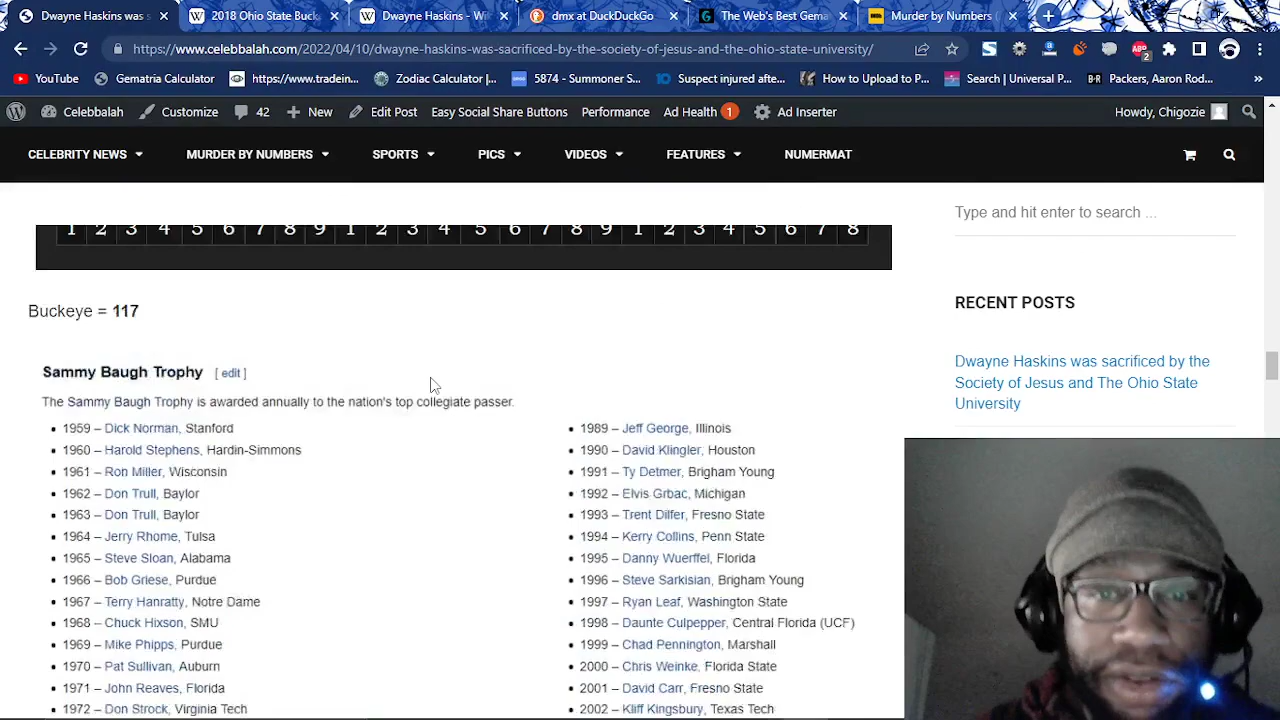 Dwayne Haskins was s
2018 Ohio State Buck
Dwayne Haskins - Wi
dmx at DuckDuckGo
The Web's Best Gema
Murder by Numbers (
https://www.celebbalah.com/2022/04/10/dwayne-haskins-was-sacrificed-by-the-society-of-jesus-and-the-ohio-state-university/
ABP
2
YouTube
Gematria Calculator
https://www.tradein...
Zodiac Calculator |...
5874 - Summoner S...
Suspect injured afte...
How to Upload to P...
Search | Universal P...
B·R
Packers, Aaron Rod...
»
Celebbalah
Customize
42
New
Edit Post
Easy Social Share Buttons
Performance
Ad Health 1
Ad Inserter
Howdy, Chigozie
CELEBRITY NEWS
MURDER BY NUMBERS
SPORTS
PICS
VIDEOS
FEATURES
NUMERMAT
Type and hit enter to search ...
1 2 3 4 5 6 7 8 9 1 2 3 4 5 6 7 8 9 1 2 3 4 5 6 7 8
Buckeye = 117
RECENT POSTS
Dwayne Haskins was sacrificed by the
Society of Jesus and The Ohio State
University
Sammy Baugh Trophy [ edit ]
The Sammy Baugh Trophy is awarded annually to the nation's top collegiate passer.
• 1959 – Dick Norman, Stanford
• 1960 – Harold Stephens, Hardin-Simmons
• 1961 – Ron Miller, Wisconsin
• 1962 – Don Trull, Baylor
• 1963 – Don Trull, Baylor
• 1964 – Jerry Rhome, Tulsa
• 1965 – Steve Sloan, Alabama
• 1966 – Bob Griese, Purdue
• 1967 – Terry Hanratty, Notre Dame
• 1968 – Chuck Hixson, SMU
• 1969 – Mike Phipps, Purdue
• 1970 – Pat Sullivan, Auburn
• 1971 – John Reaves, Florida
• 1972 – Don Strock, Virginia Tech
• 1989 – Jeff George, Illinois
• 1990 – David Klingler, Houston
• 1991 – Ty Detmer, Brigham Young
• 1992 – Elvis Grbac, Michigan
• 1993 – Trent Dilfer, Fresno State
• 1994 – Kerry Collins, Penn State
• 1995 – Danny Wuerffel, Florida
• 1996 – Steve Sarkisian, Brigham Young
• 1997 – Ryan Leaf, Washington State
• 1998 – Daunte Culpepper, Central Florida (UCF)
• 1999 – Chad Pennington, Marshall
• 2000 – Chris Weinke, Florida State
• 2001 – David Carr, Fresno State
• 2002 – Kliff Kingsbury, Texas Tech